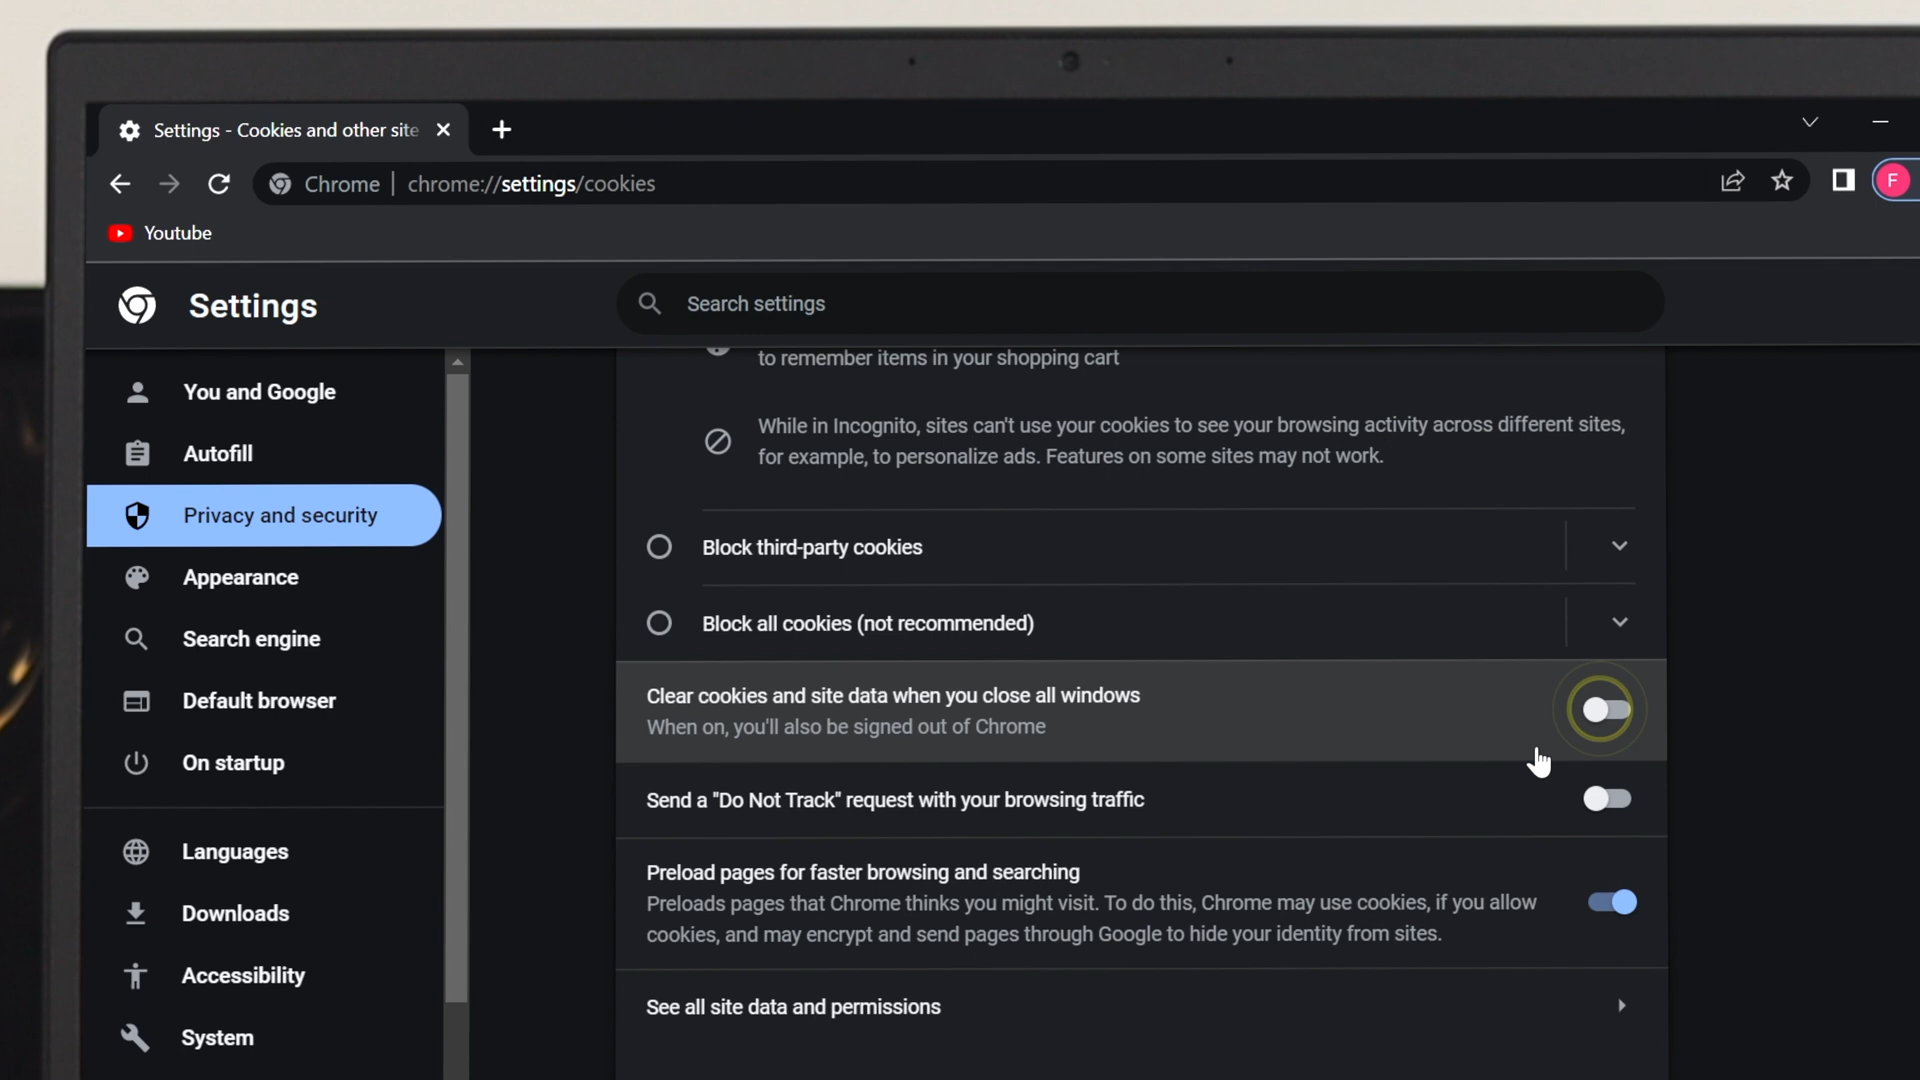 Settings - Cookies and other site
Chrome | chrome://settings/cookies
F
Youtube
Settings
Search settings
You and Google
Autofill
Privacy and security
Appearance
Search engine
Default browser
On startup
Languages
Downloads
Accessibility
System
to remember items in your shopping cart
While in Incognito, sites can't use your cookies to see your browsing activity across different sites,
for example, to personalize ads. Features on some sites may not work.
Block third-party cookies
Block all cookies (not recommended)
Clear cookies and site data when you close all windows
When on, you'll also be signed out of Chrome
Send a "Do Not Track" request with your browsing traffic
Preload pages for faster browsing and searching
Preloads pages that Chrome thinks you might visit. To do this, Chrome may use cookies, if you allow
cookies, and may encrypt and send pages through Google to hide your identity from sites.
See all site data and permissions